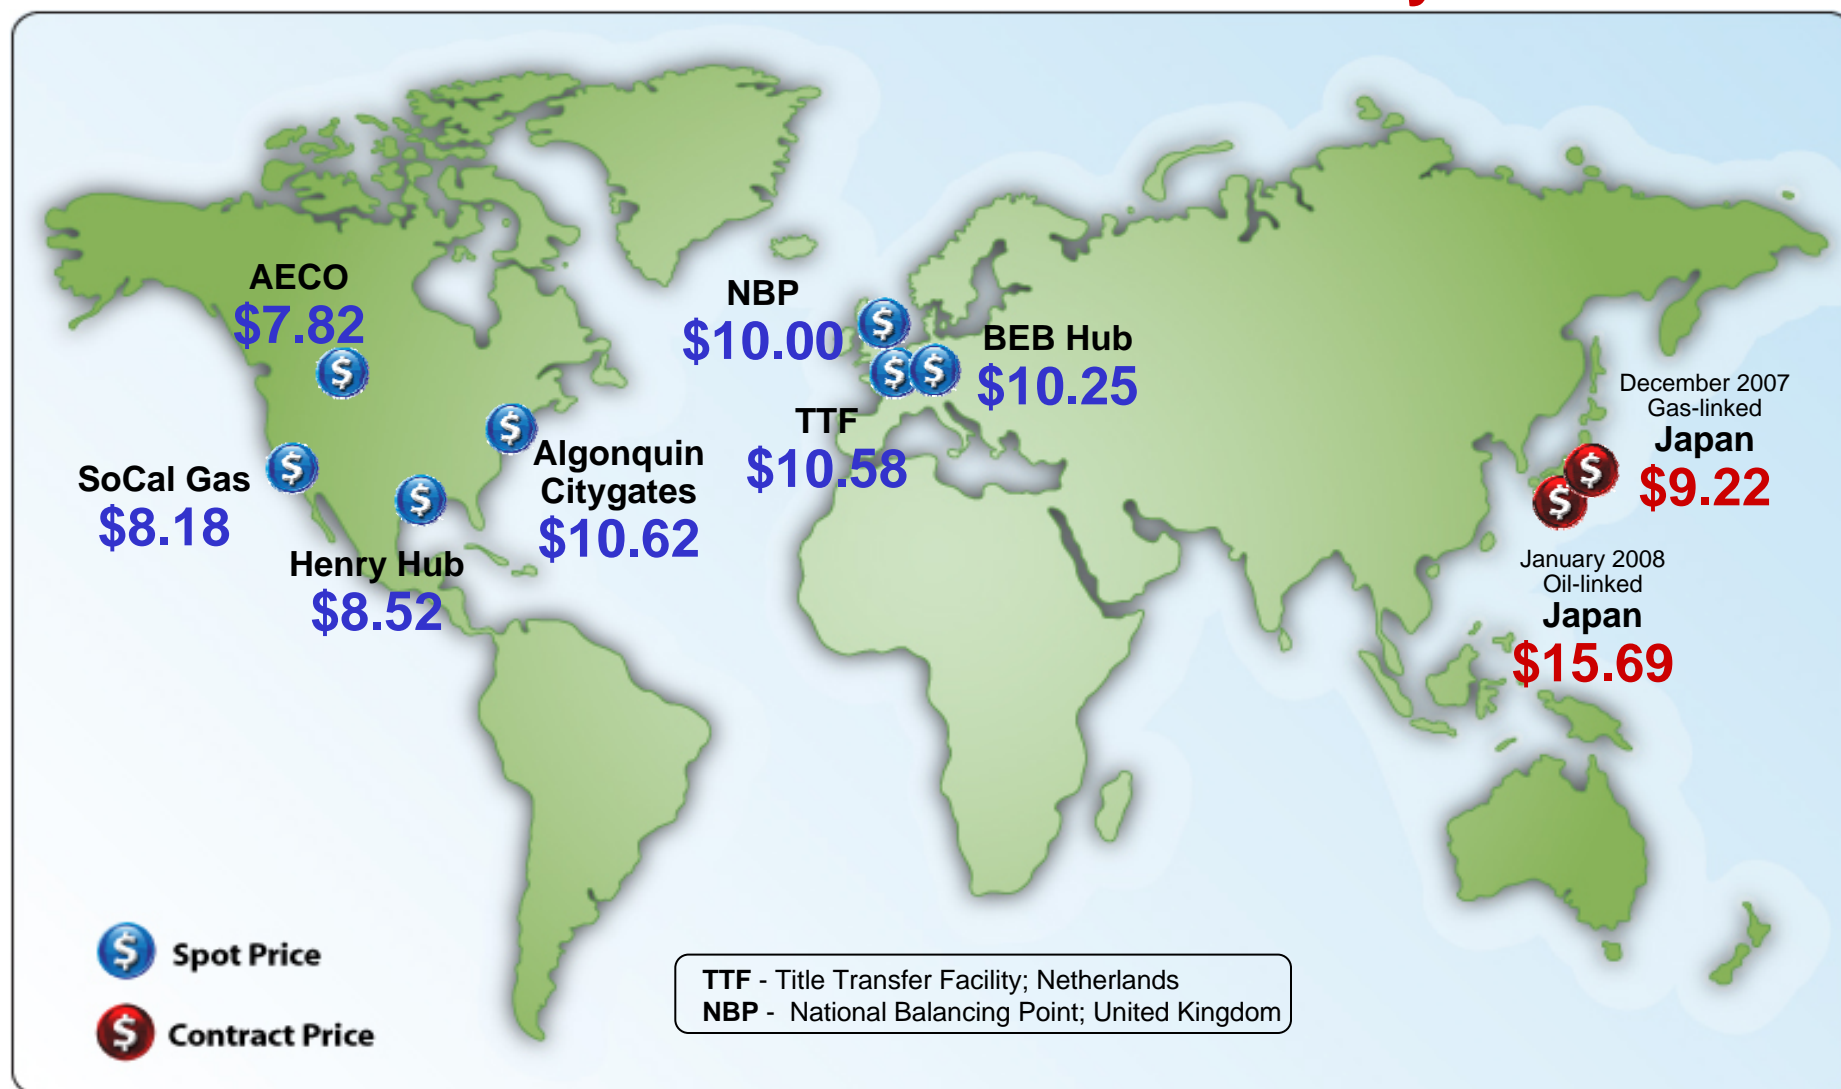 AECO
$7.82
NBP
$10.00
BEB Hub
$10.25
December 2007
Gas-linked
Japan
$9.22
TTF
$10.58
Algonquin
Citygates
$10.62
SoCal Gas
$8.18
Henry Hub
$8.52
January 2008
Oil-linked
Japan
$15.69
$ Spot Price
$ Contract Price
TTF - Title Transfer Facility; Netherlands
NBP - National Balancing Point; United Kingdom